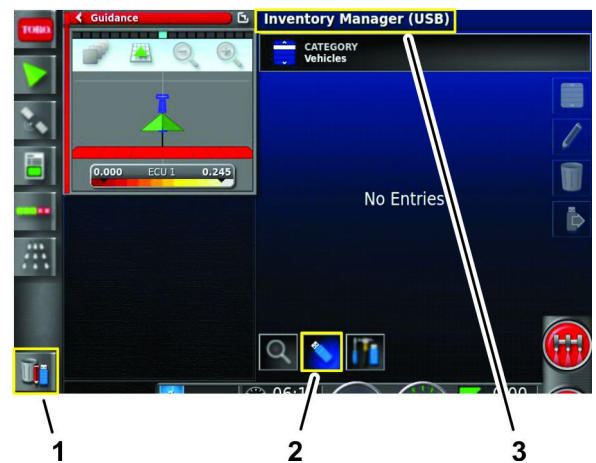 TORO
Guidance
Inventory Manager (USB)
CATEGORY
Vehicles
0.000 ECU 1 0.245
No Entries
1
2
3